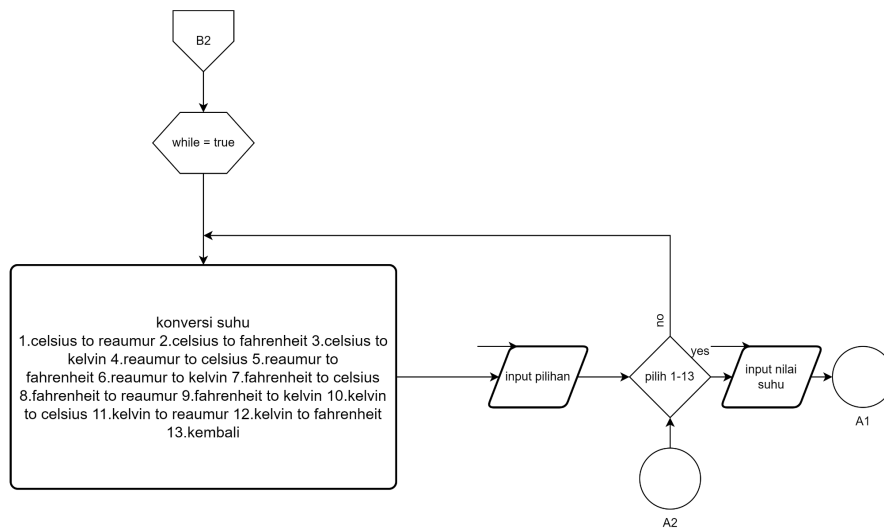 B2
while = true
konversi suhu
1.celsius to reaumur 2.celsius to fahrenheit 3.celsius to
kelvin 4.reaumur to celsius 5.reaumur to
fahrenheit 6.reaumur to kelvin 7.fahrenheit to celsius
8.fahrenheit to reaumur 9.fahrenheit to kelvin 10.kelvin
to celsius 11.kelvin to reaumur 12.kelvin to fahrenheit
13.kembali
input pilihan
no
pilih 1-13
yes
input nilai
suhu
A1
A2